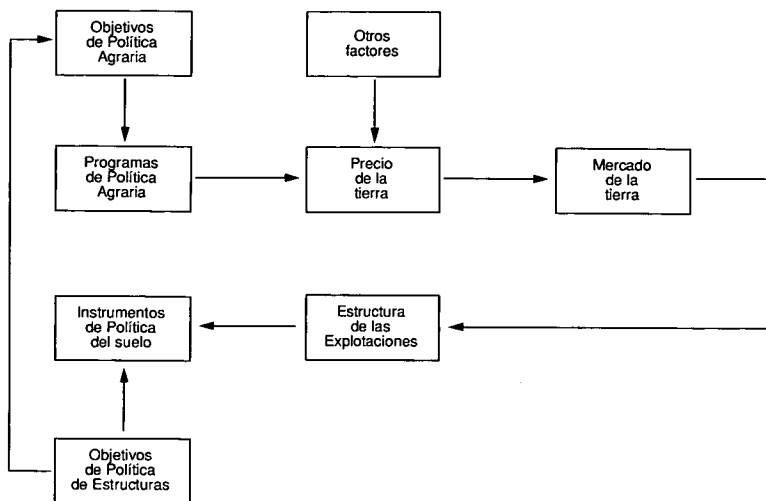 Objetivos
de Política
Agraria
Otros
factores
Programas
de Política
Agraria
Precio
de la
tierra
Mercado
de la
tierra
Instrumentos
de Política
del suelo
Estructura
de las
Explotaciones
Objetivos
de Política
de Estructuras